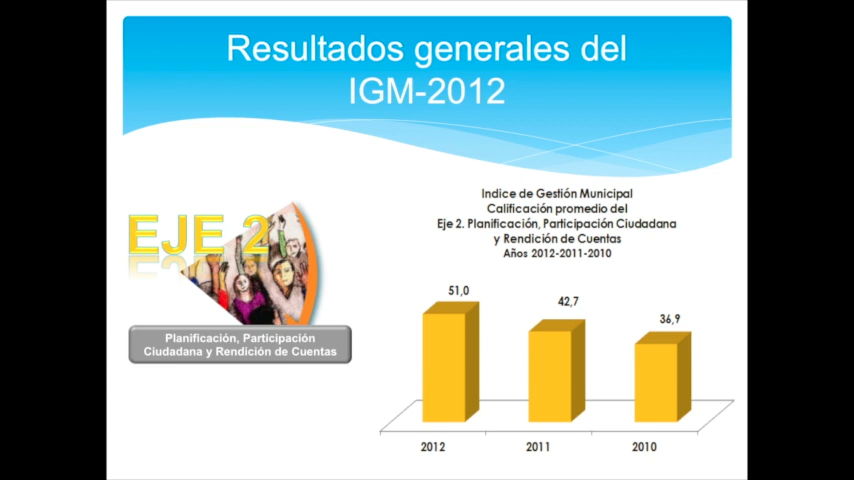 Resultados generales del
IGM-2012
EJE 2
Planificación, Participación
Ciudadana y Rendición de Cuentas
Indice de Gestión Municipal
Calificación promedio del
Eje 2. Planificación, Participación Ciudadana
y Rendición de Cuentas
Años 2012-2011-2010
51,0
42,7
36,9
2012
2011
2010